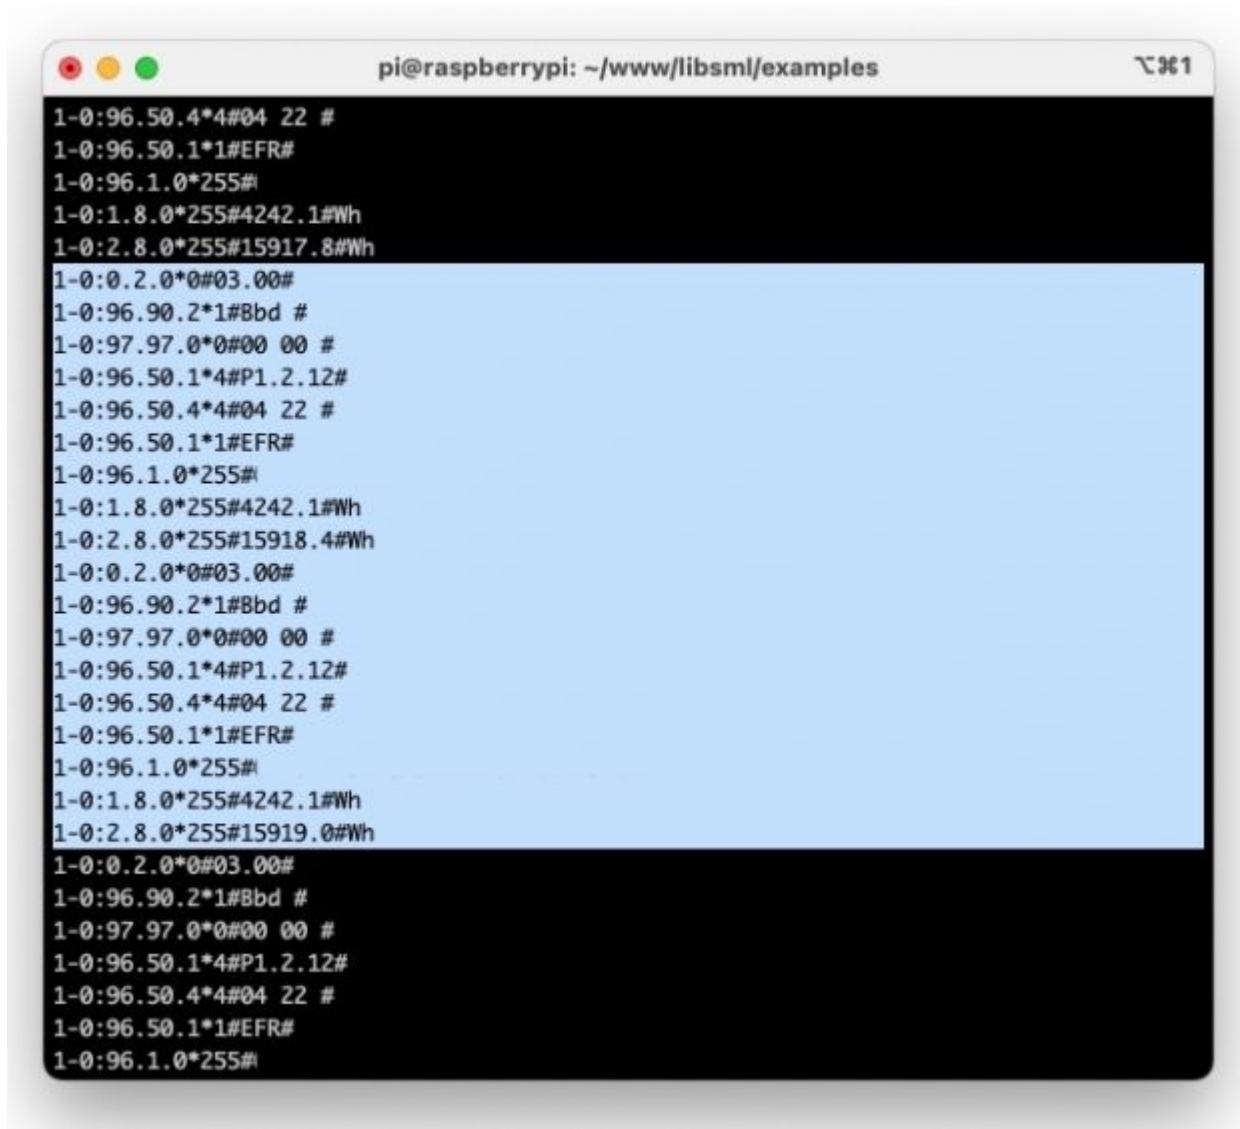 pi@raspberrypi: ~/www/libsml/examples
⌥⌘1
1-0:96.50.4*4#04 22 #
1-0:96.50.1*1#EFR#
1-0:96.1.0*255#
1-0:1.8.0*255#4242.1#Wh
1-0:2.8.0*255#15917.8#Wh
1-0:0.2.0*0#03.00#
1-0:96.90.2*1#Bbd #
1-0:97.97.0*0#00 00 #
1-0:96.50.1*4#P1.2.12#
1-0:96.50.4*4#04 22 #
1-0:96.50.1*1#EFR#
1-0:96.1.0*255#
1-0:1.8.0*255#4242.1#Wh
1-0:2.8.0*255#15918.4#Wh
1-0:0.2.0*0#03.00#
1-0:96.90.2*1#Bbd #
1-0:97.97.0*0#00 00 #
1-0:96.50.1*4#P1.2.12#
1-0:96.50.4*4#04 22 #
1-0:96.50.1*1#EFR#
1-0:96.1.0*255#
1-0:1.8.0*255#4242.1#Wh
1-0:2.8.0*255#15919.0#Wh
1-0:0.2.0*0#03.00#
1-0:96.90.2*1#Bbd #
1-0:97.97.0*0#00 00 #
1-0:96.50.1*4#P1.2.12#
1-0:96.50.4*4#04 22 #
1-0:96.50.1*1#EFR#
1-0:96.1.0*255#